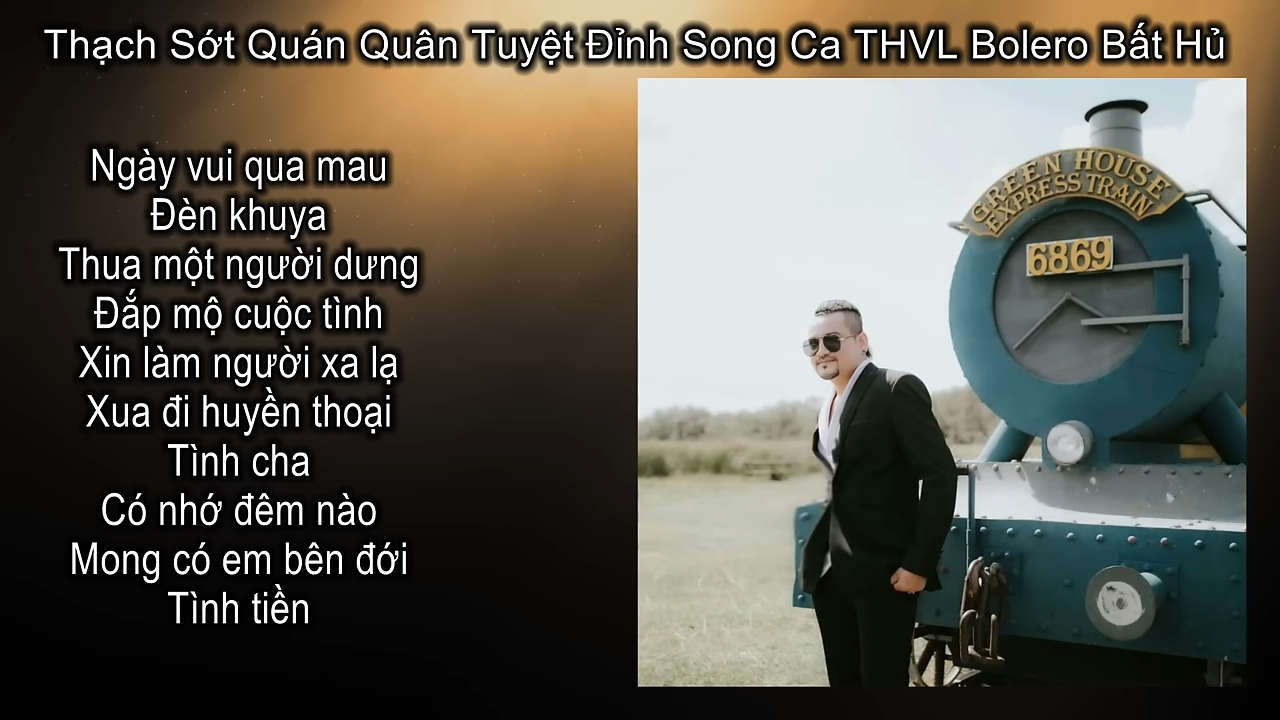 Thạch Sớt Quán Quân Tuyệt Đỉnh Song Ca THVL Bolero Bất Hủ
Ngày vui qua mau
Đèn khuya
Thua một người dưng
Đắp mộ cuộc tình
Xin làm người xa lạ
Xua đi huyền thoại
Tình cha
Có nhớ đêm nào
Mong có em bên đới
Tình tiền
GREEN HOUSE
EXPRESS TRAIN
6869